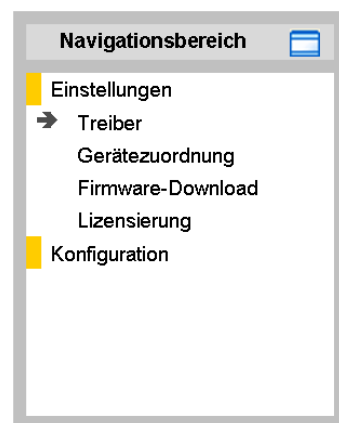 Navigationsbereich
Einstellungen
Treiber
Gerätezuordnung
Firmware-Download
Lizensierung
Konfiguration